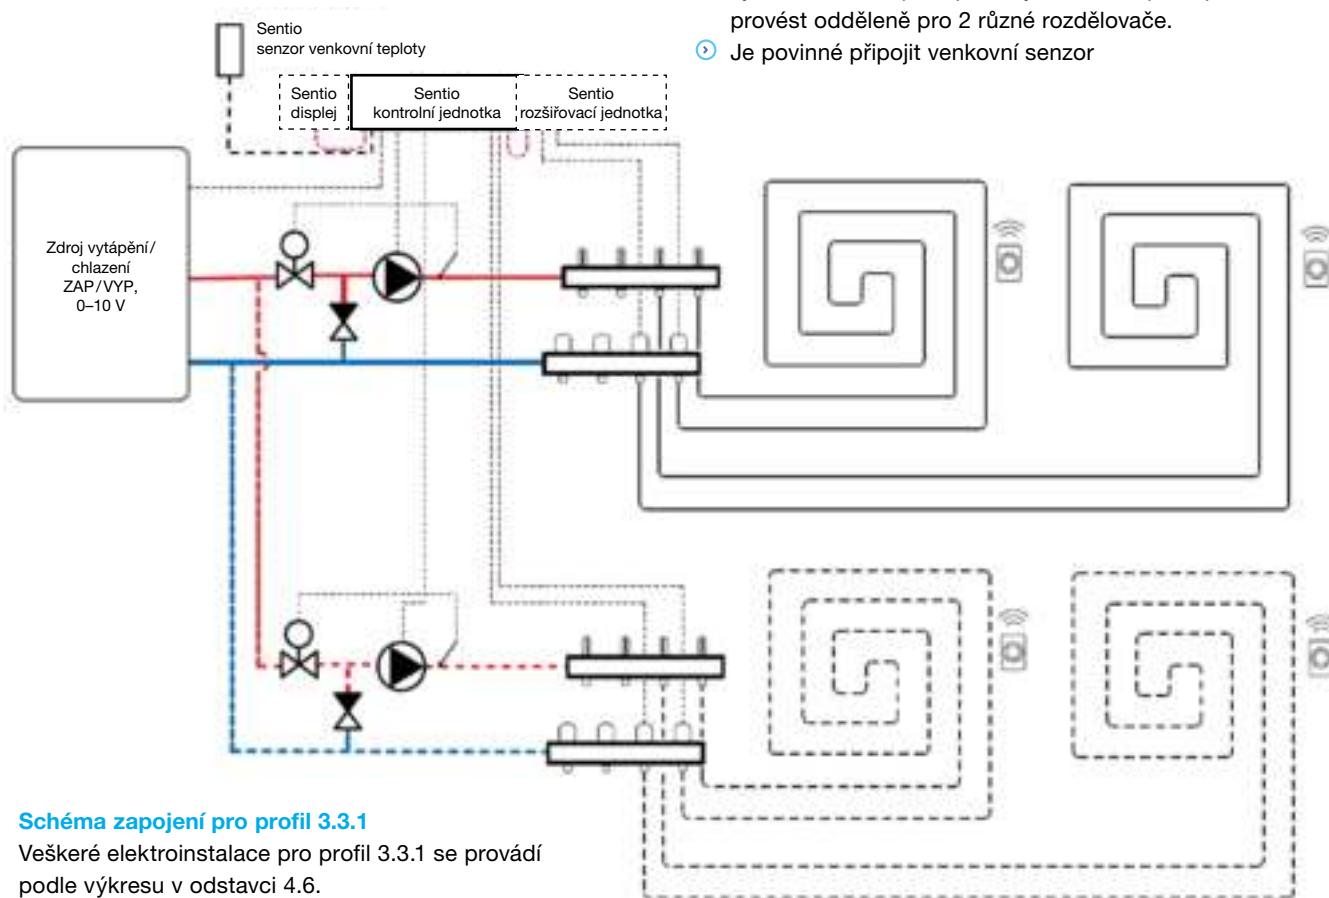 provést odděleně pro 2 různé rozdělovače.
Je povinné připojit venkovní senzor
Sentio
senzor venkovní teploty
Sentio
displej
Sentio
kontrolní jednotka
Sentio
rozšiřovací jednotka
Zdroj vytápění/
chlazení
ZAP/VYP,
0–10 V
Schéma zapojení pro profil 3.3.1
Veškeré elektroinstalace pro profil 3.3.1 se provádí
podle výkresu v odstavci 4.6.